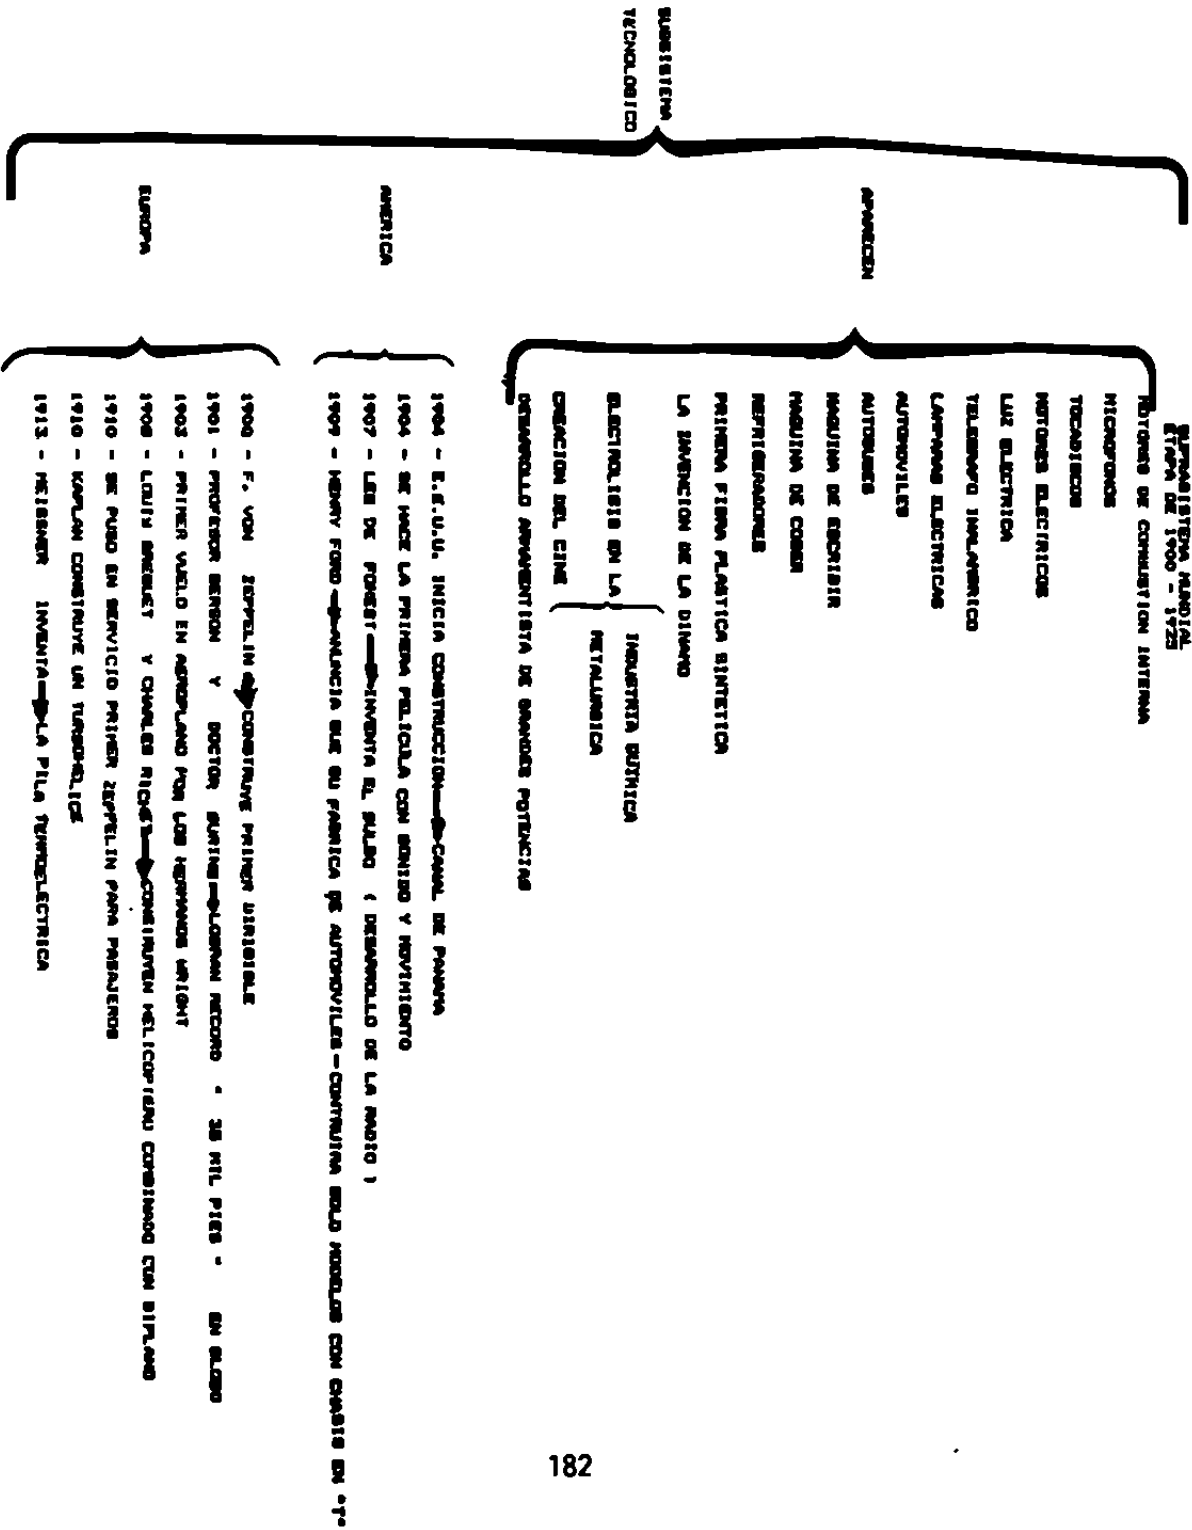 SUPRASISTEMA MUNDIAL
ETAPA DE 1900 - 1925
SUBSISTEMA
TECNOLOGICO
APARECEN
MOTORES DE COMBUSTION INTERNA
MICROFONOS
TOCADISCOS
MOTORES ELECTRICOS
LUZ ELECTRICA
TELEGRAFO INALAMBRICO
LAMPARAS ELECTRICAS
AUTOMOVILES
AUTOBUSES
MAQUINA DE ESCRIBIR
MAQUINA DE COSER
REFRIGERADORES
PRIMERA FIBRA PLASTICA SINTETICA
LA INVENCION DE LA DINAMO
ELECTROLISIS EN LA
INDUSTRIA QUIMICA
METALURGICA
CREACION DEL CINE
DESARROLLO ARMAMENTISTA DE GRANDES POTENCIAS
AMERICA
1904 - E.E.U.U. INICIA CONSTRUCCION CANAL DE PANAMA
1904 - SE HACE LA PRIMERA PELICULA CON SONIDO Y MOVIMIENTO
1907 - LEE DE FOREST INVENTA EL BULBO ( DESARROLLO DE LA RADIO )
1909 - HENRY FORD ANUNCIA QUE SU FABRICA DE AUTOMOVILES-CONTRUIRA SOLO MODELOS CON CHASIS EN "T"
EUROPA
1900 - F. VON ZEPPELIN CONSTRUYE PRIMER DIRIGIBLE
1901 - PROFESOR BERSON Y DOCTOR SURING LOGRAN RECORD " 35 MIL PIES " EN GLOBO
1903 - PRIMER VUELO EN AEROPLANO POR LOS HERMANOS WRIGHT
1908 - LOUIN BREGUET Y CHARLES RICHET CONSTRUYEN HELICOPTERO COMBINADO CON BIPLANO
1910 - SE PUSO EN SERVICIO PRIMER ZEPPELIN PARA PASAJEROS
1910 - KAPLAN CONSTRUYE UN TURBOHELICE
1913 - MEISSNER INVENTA LA PILA TERMOELECTRICA
182